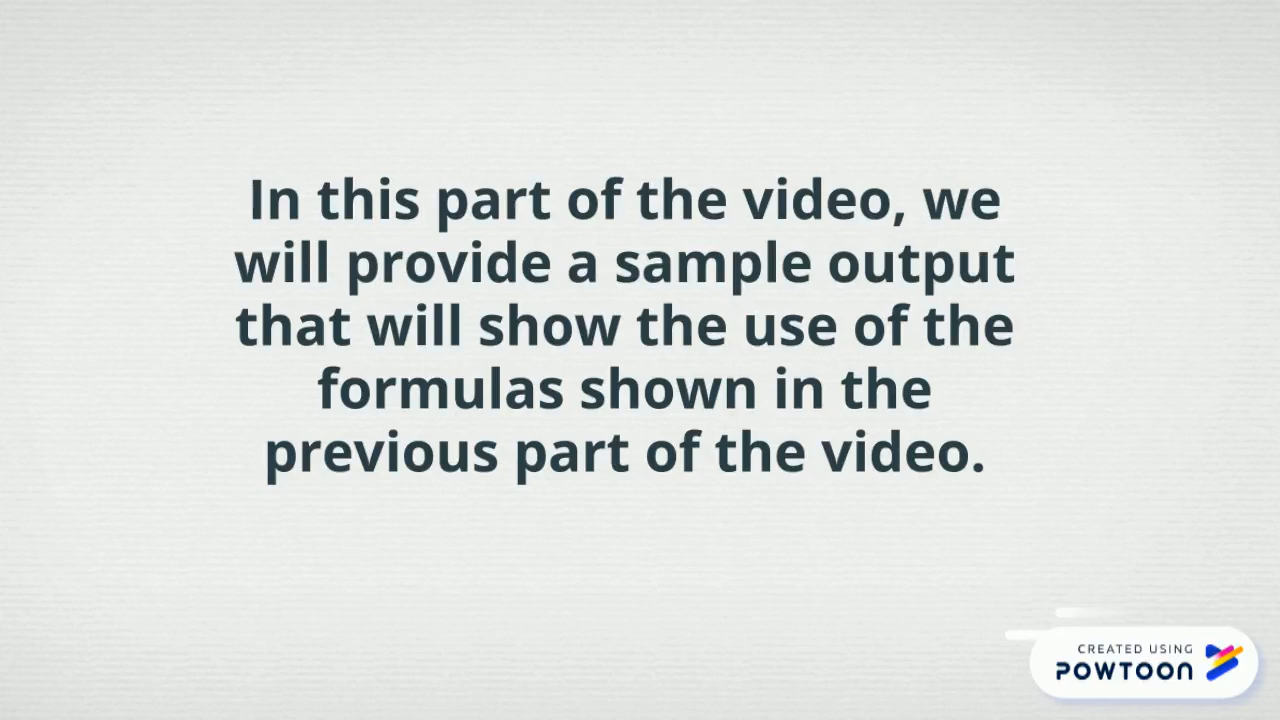 In this part of the video, we
will provide a sample output
that will show the use of the
formulas shown in the
previous part of the video.
CREATED USING
POWTOON